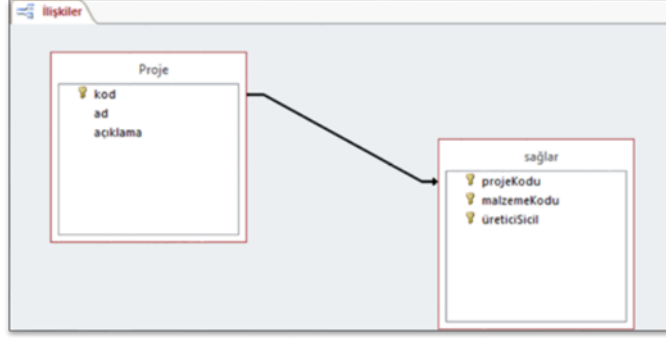 İlişkiler
Proje
kod
ad
açıklama
sağlar
projeKodu
malzemeKodu
üreticiSicil